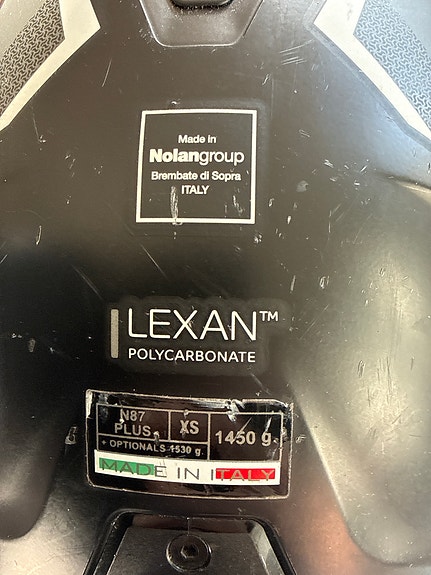 Made in
Nolangroup
Brembate di Sopra
ITALY
LEXAN™
POLYCARBONATE
N87
PLUS
XS
1450 g.
+ OPTIONALS 1530 g.
MADE IN ITALY